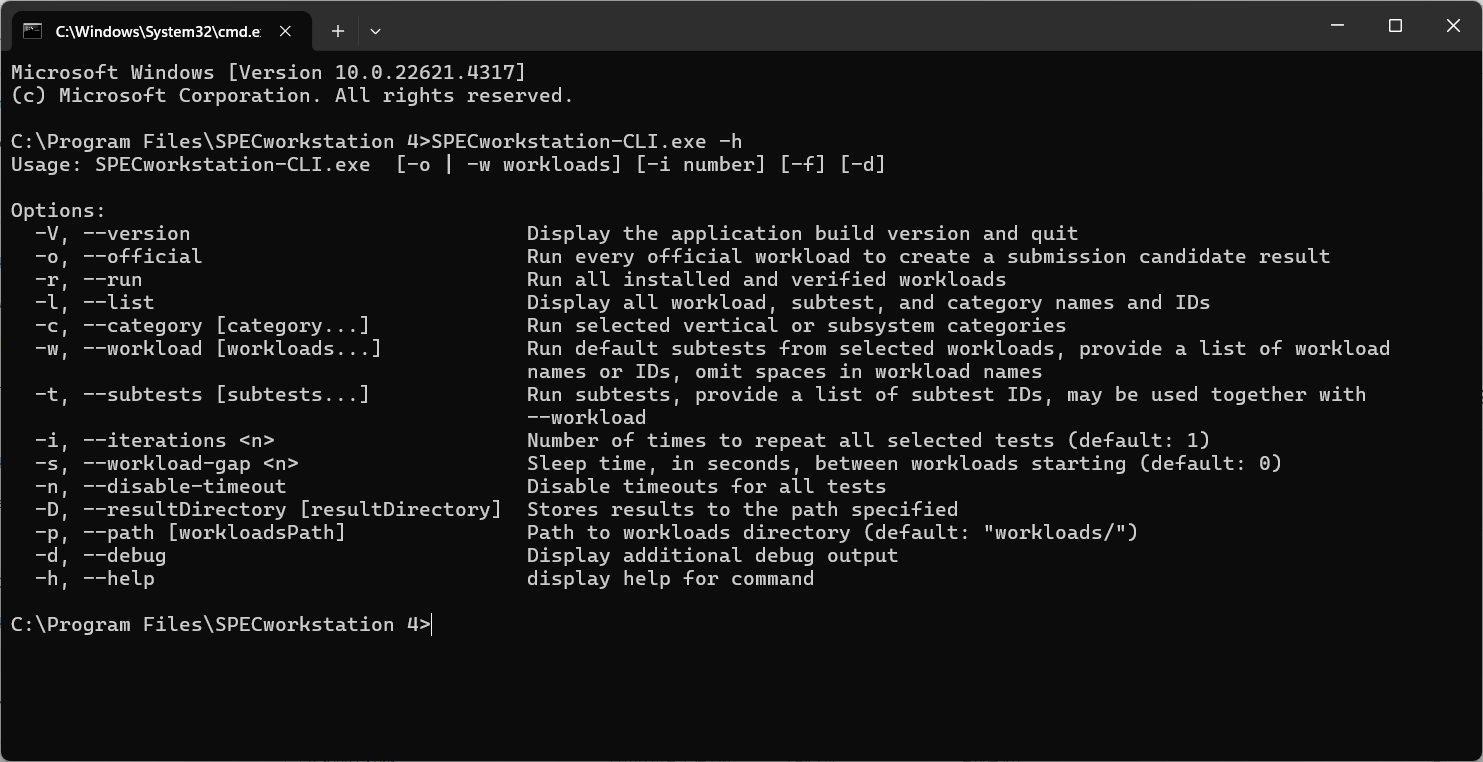 C:\Windows\System32\cmd.e
Microsoft Windows [Version 10.0.22621.4317]
(c) Microsoft Corporation. All rights reserved.
C:\Program Files\SPECworkstation 4>SPECworkstation-CLI.exe -h
Usage: SPECworkstation-CLI.exe  [-o | -w workloads] [-i number] [-f] [-d]
Options:
  -V, --version                            Display the application build version and quit
  -o, --official                           Run every official workload to create a submission candidate result
  -r, --run                                Run all installed and verified workloads
  -l, --list                               Display all workload, subtest, and category names and IDs
  -c, --category [category...]             Run selected vertical or subsystem categories
  -w, --workload [workloads...]            Run default subtests from selected workloads, provide a list of workload
                                           names or IDs, omit spaces in workload names
  -t, --subtests [subtests...]             Run subtests, provide a list of subtest IDs, may be used together with
                                           --workload
  -i, --iterations <n>                     Number of times to repeat all selected tests (default: 1)
  -s, --workload-gap <n>                   Sleep time, in seconds, between workloads starting (default: 0)
  -n, --disable-timeout                    Disable timeouts for all tests
  -D, --resultDirectory [resultDirectory]  Stores results to the path specified
  -p, --path [workloadsPath]               Path to workloads directory (default: "workloads/")
  -d, --debug                              Display additional debug output
  -h, --help                               display help for command
C:\Program Files\SPECworkstation 4>